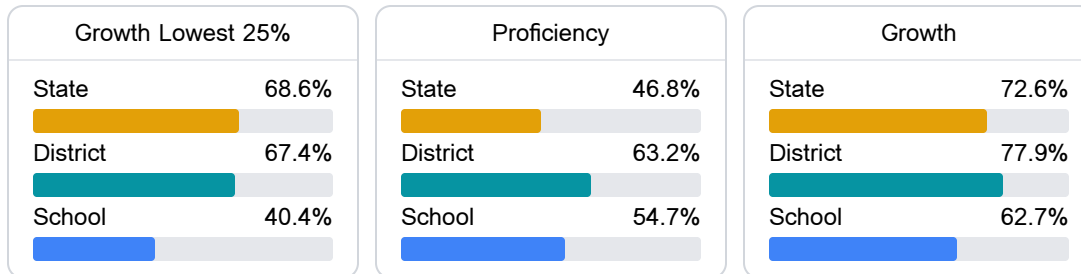 Growth Lowest 25%
State 68.6%
District 67.4%
School 40.4%
Proficiency
State 46.8%
District 63.2%
School 54.7%
Growth
State 72.6%
District 77.9%
School 62.7%